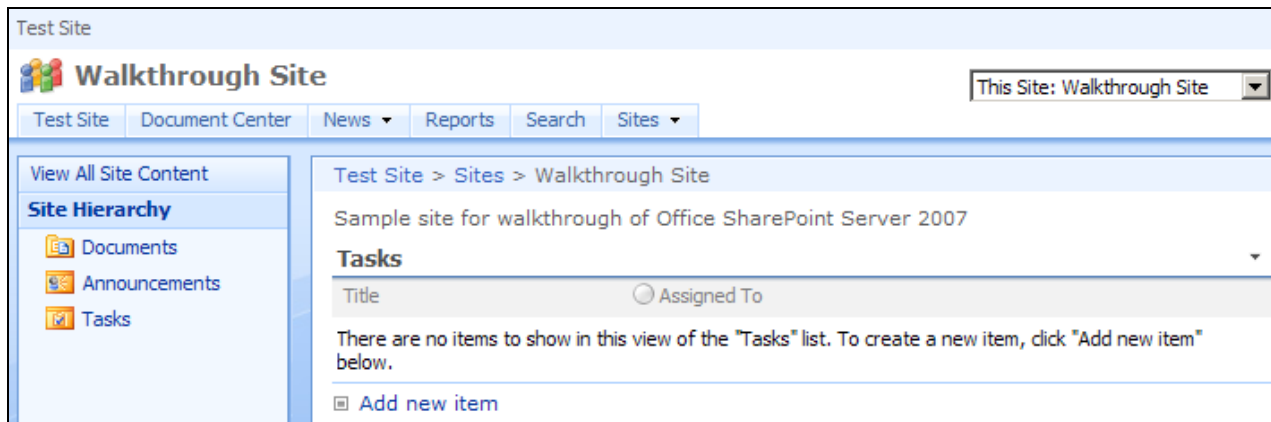 Test Site
Walkthrough Site
This Site: Walkthrough Site
Test Site Document Center News Reports Search Sites
View All Site Content
Site Hierarchy
Documents
Announcements
Tasks
Test Site > Sites > Walkthrough Site
Sample site for walkthrough of Office SharePoint Server 2007
Tasks
Title Assigned To
There are no items to show in this view of the "Tasks" list. To create a new item, click "Add new item"
below.
Add new item